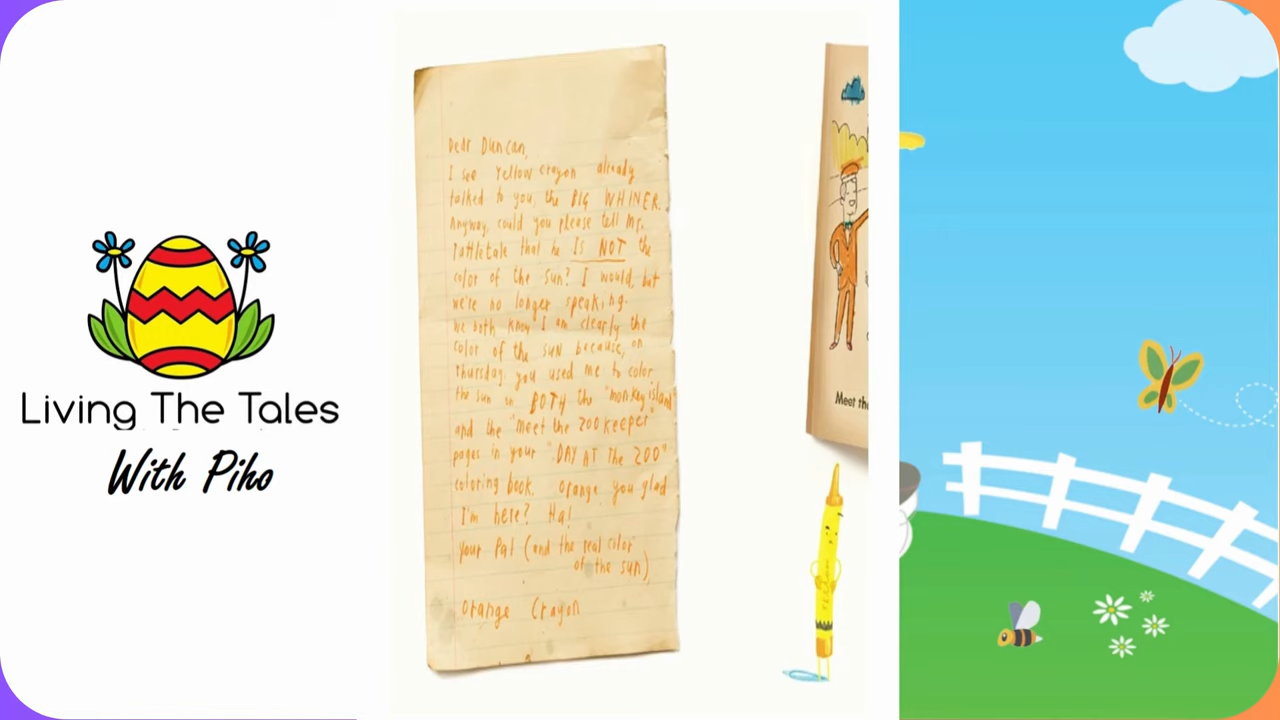 Living The Tales
With Piho
Dear Duncan,
I see Yellow Crayon already
talked to you, the BIG WHINER.
Anyway, could you please tell Mr.
Tattletale that he IS NOT the
color of the sun? I would, but
we're no longer speaking.
We both know I am clearly the
color of the sun because, on
Thursday, you used me to color
the sun on BOTH the "monkey island"
and the "meet the zookeeper"
pages in your "DAY AT the ZOO"
coloring book. Orange you glad
I'm here? Ha!
Your Pal (and the real color
of the sun)
Orange Crayon
Meet the